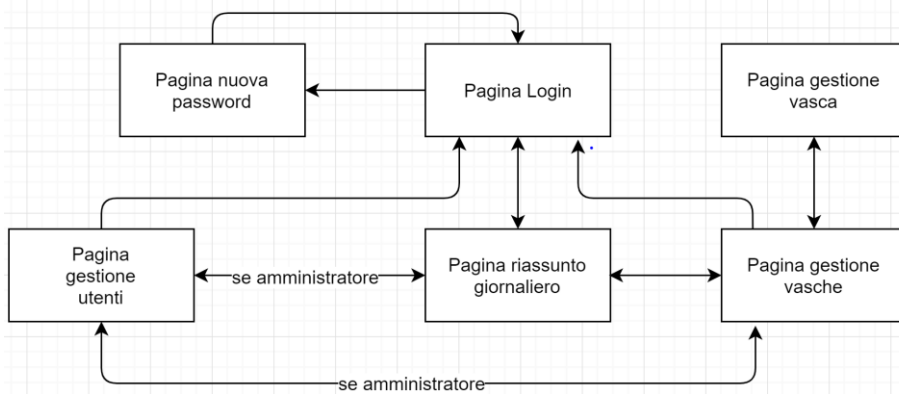 Pagina nuova
password
Pagina Login
Pagina gestione
vasca
Pagina
gestione
utenti
se amministratore
Pagina riassunto
giornaliero
Pagina gestione
vasche
se amministratore